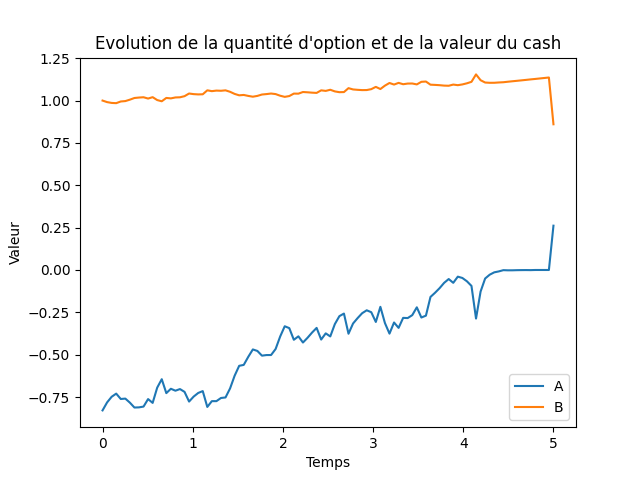 Evolution de la quantité d'option et de la valeur du cash
1.25
1.00
0.75
0.50
0.25
0.00
−0.25
−0.50
−0.75
Valeur
0 1 2 3 4 5
Temps
A
B